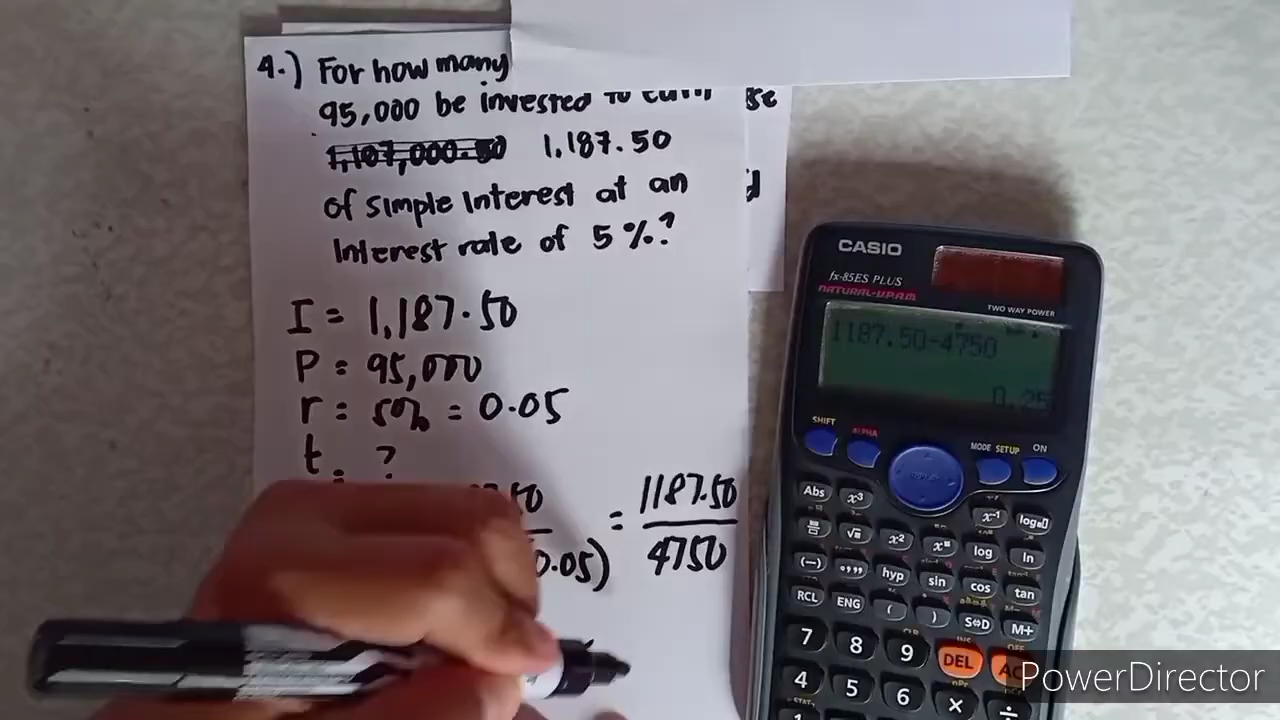 4.) For how many
95,000 be invested to earn
1,107,000.50 1,187.50
of simple interest at an
interest rate of 5%?
I = 1,187.50
P = 95,000
r = 5% = 0.05
t = ?
0.05) = 1187.50
4750
CASIO
fx-85ES PLUS
NATURAL-V.P.A.M.
TWO WAY POWER
1187.50÷4750
0.25
SHIFT ALPHA MODE SETUP ON
Abs x³ x⁻¹ log
x² log ln
(−) hyp sin cos tan
RCL ENG ( ) S⇔D M+
7 8 9 DEL AC
4 5 6 × ÷
1
PowerDirector